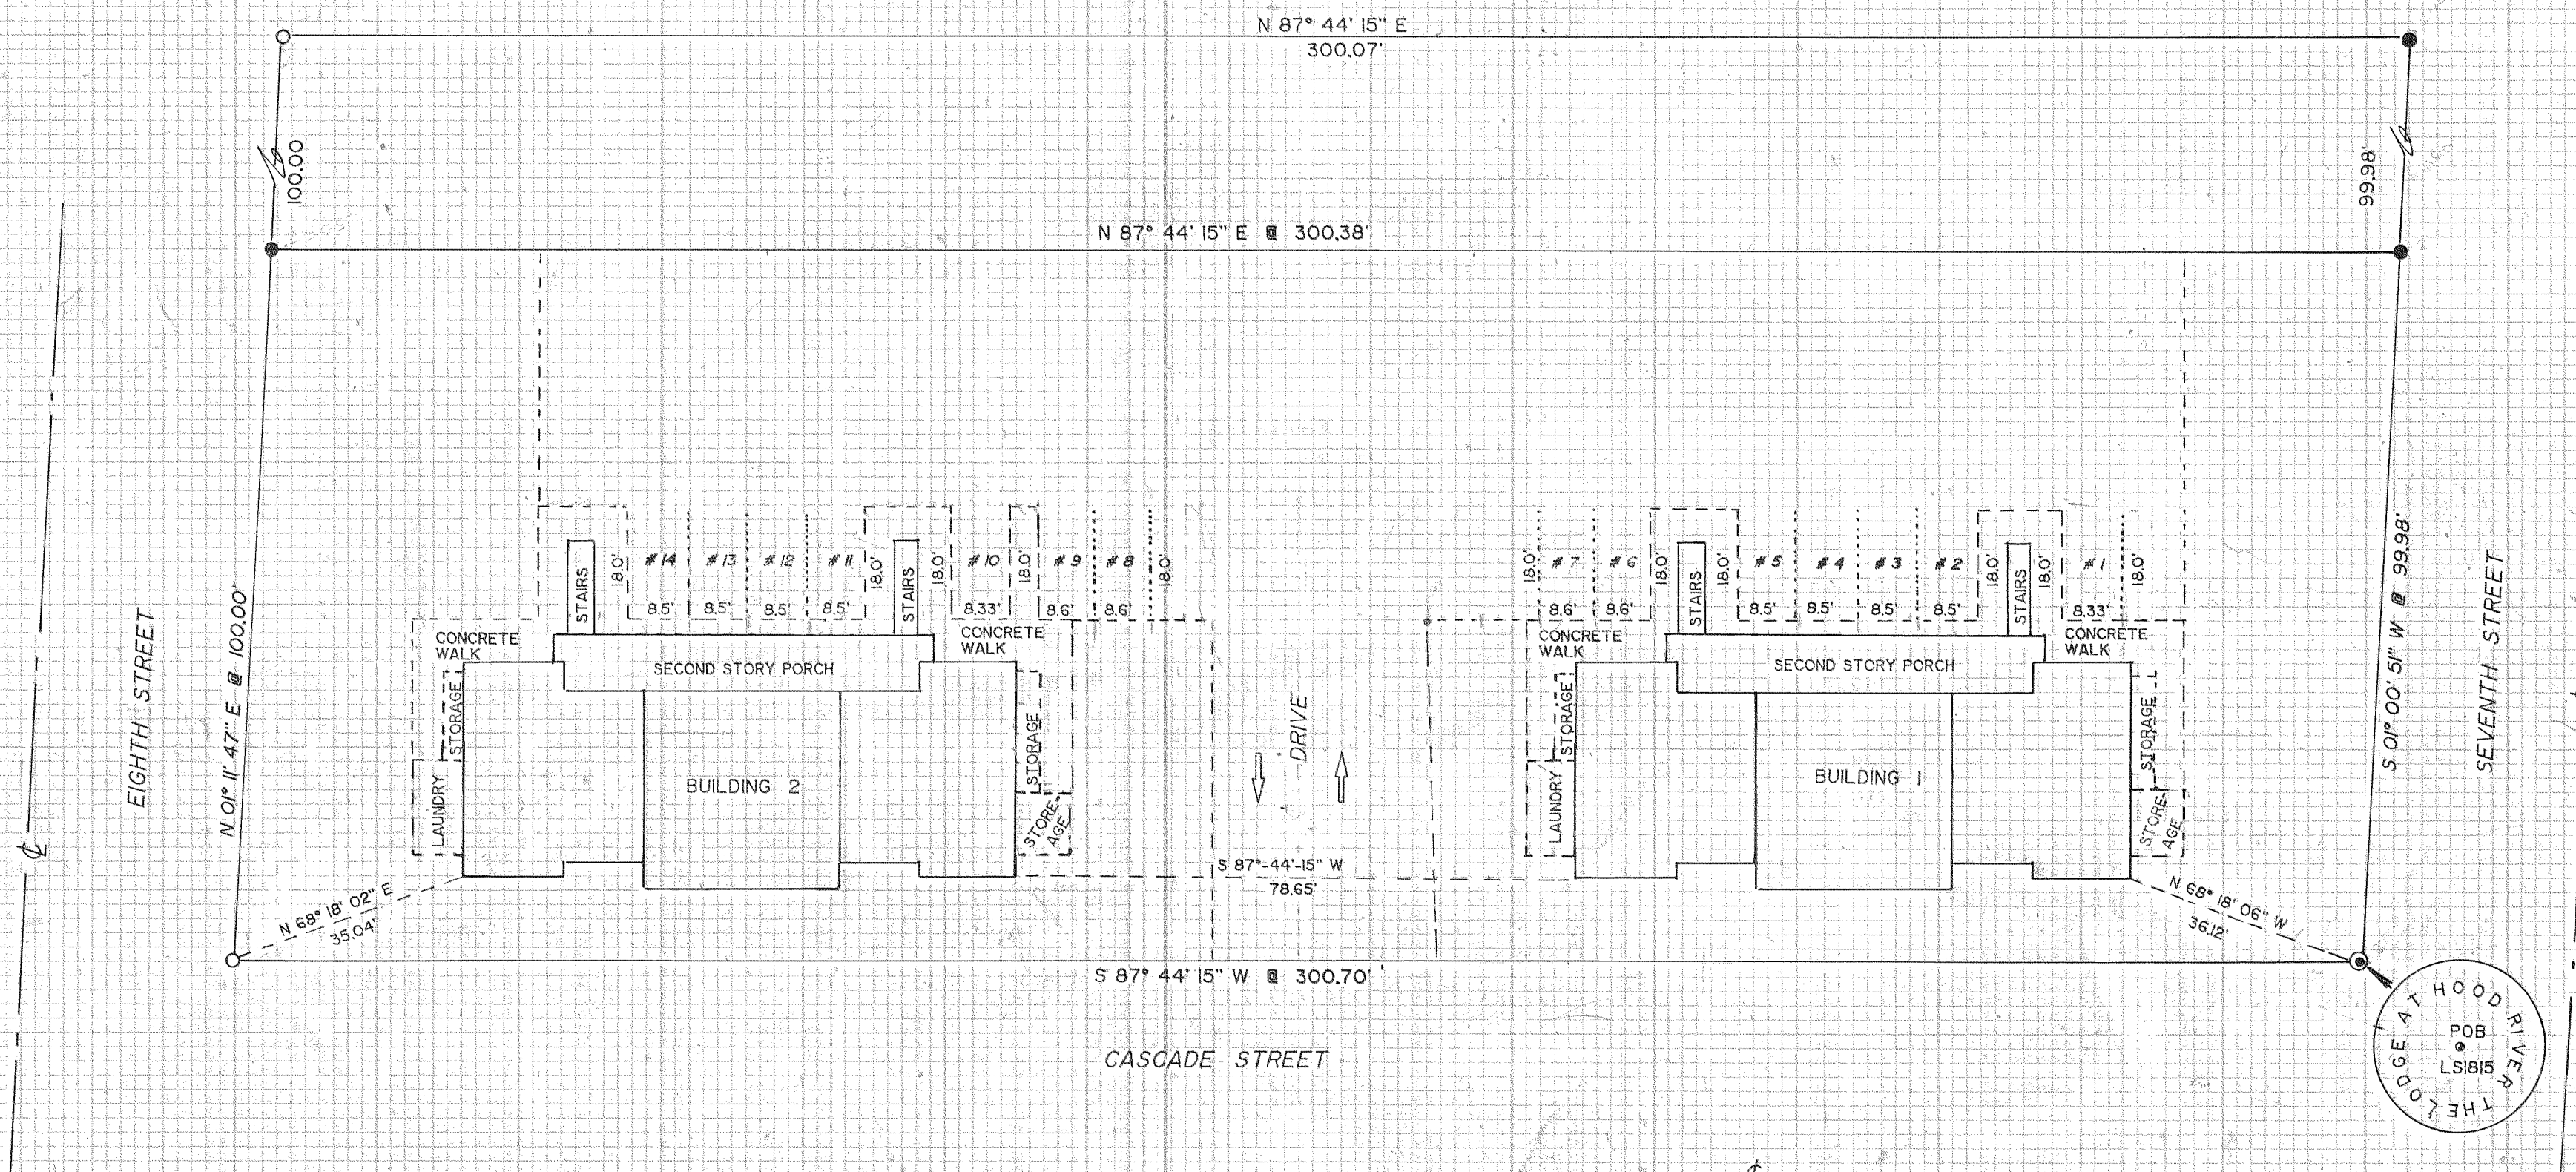 N 87° 44' 15" E
300.07'
100.00
99.98'
N 87° 44' 15" E @ 300.38'
EIGHTH STREET
N 01° 11' 47" E @ 100.00'
STAIRS
18.0'
# 14
8.5'
# 13
8.5'
# 12
8.5'
# 11
8.5'
18.0'
STAIRS
18.0'
# 10
8.33'
18.0'
# 9
8.6'
# 8
8.6'
18.0'
18.0'
# 7
8.6'
# 6
8.6'
18.0'
STAIRS
18.0'
# 5
8.5'
# 4
8.5'
# 3
8.5'
# 2
8.5'
18.0'
STAIRS
18.0'
# 1
8.33'
18.0'
S 01° 00' 51" W @ 99.98'
SEVENTH STREET
CONCRETE
WALK
SECOND STORY PORCH
CONCRETE
WALK
STORAGE
LAUNDRY
BUILDING 2
STORAGE
STORE-
AGE
DRIVE
CONCRETE
WALK
SECOND STORY PORCH
CONCRETE
WALK
STORAGE
LAUNDRY
BUILDING 1
STORAGE
STORE-
AGE
℄
N 68° 18' 02" E
35.04'
S 87°-44'-15" W
78.65'
N 68° 18' 06" W
36.12'
S 87° 44' 15" W @ 300.70'
CASCADE STREET
THE LODGE AT HOOD RIVER
POB
LS1815